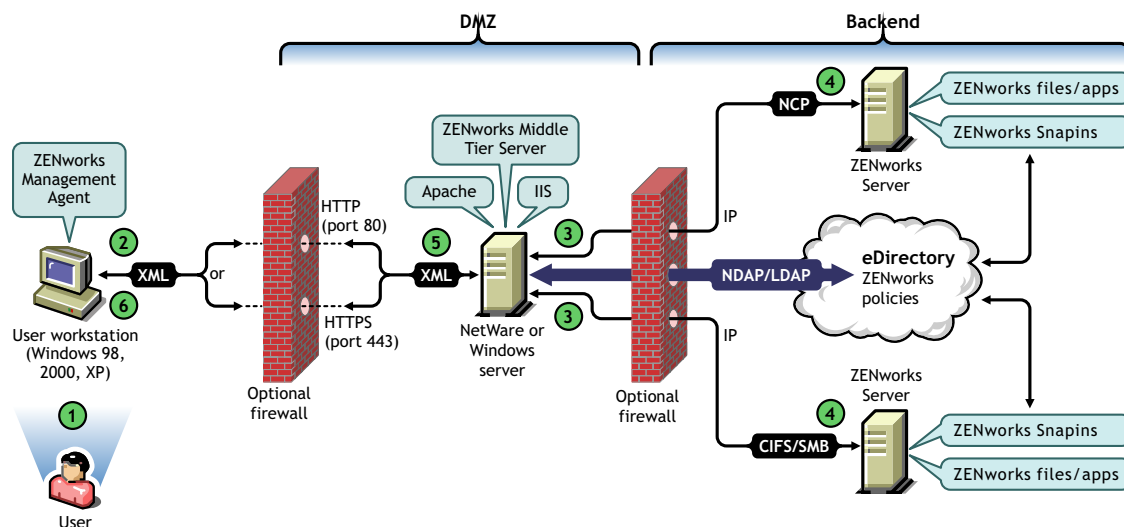 DMZ
Backend
ZENworks
Management
Agent
2
XML
or
6
User workstation
(Windows 98,
2000, XP)
1
User
HTTP
(port 80)
HTTPS
(port 443)
Optional
firewall
ZENworks Middle
Tier Server
Apache
IIS
5
XML
3
3
NetWare or
Windows
server
Optional
firewall
IP
NCP
4
ZENworks
Server
ZENworks files/apps
ZENworks Snapins
NDAP/LDAP
eDirectory
ZENworks
policies
IP
CIFS/SMB
4
ZENworks
Server
ZENworks Snapins
ZENworks files/apps